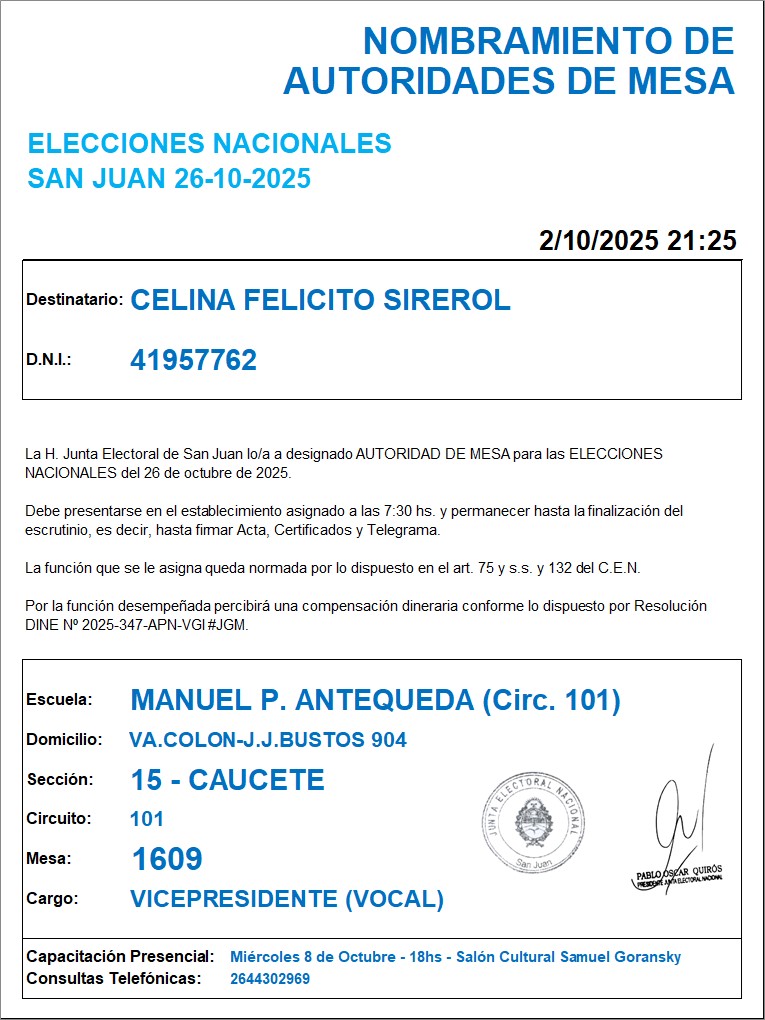 NOMBRAMIENTO DE
AUTORIDADES DE MESA
ELECCIONES NACIONALES
SAN JUAN 26-10-2025
2/10/2025 21:25
Destinatario: CELINA FELICITO SIREROL
D.N.I.: 41957762
La H. Junta Electoral de San Juan lo/a a designado AUTORIDAD DE MESA para las ELECCIONES
NACIONALES del 26 de octubre de 2025.
Debe presentarse en el establecimiento asignado a las 7:30 hs. y permanecer hasta la finalización del
escrutinio, es decir, hasta firmar Acta, Certificados y Telegrama.
La función que se le asigna queda normada por lo dispuesto en el art. 75 y s.s. y 132 del C.E.N.
Por la función desempeñada percibirá una compensación dineraria conforme lo dispuesto por Resolución
DINE Nº 2025-347-APN-VGI#JGM.
Escuela: MANUEL P. ANTEQUEDA (Circ. 101)
Domicilio: VA.COLON-J.J.BUSTOS 904
Sección: 15 - CAUCETE
Circuito: 101
Mesa: 1609
Cargo: VICEPRESIDENTE (VOCAL)
JUNTA ELECTORAL NACIONAL
San Juan
PABLO OSCAR QUIRÓS
PRESIDENTE JUNTA ELECTORAL NACIONAL
Capacitación Presencial: Miércoles 8 de Octubre - 18hs - Salón Cultural Samuel Goransky
Consultas Telefónicas: 2644302969